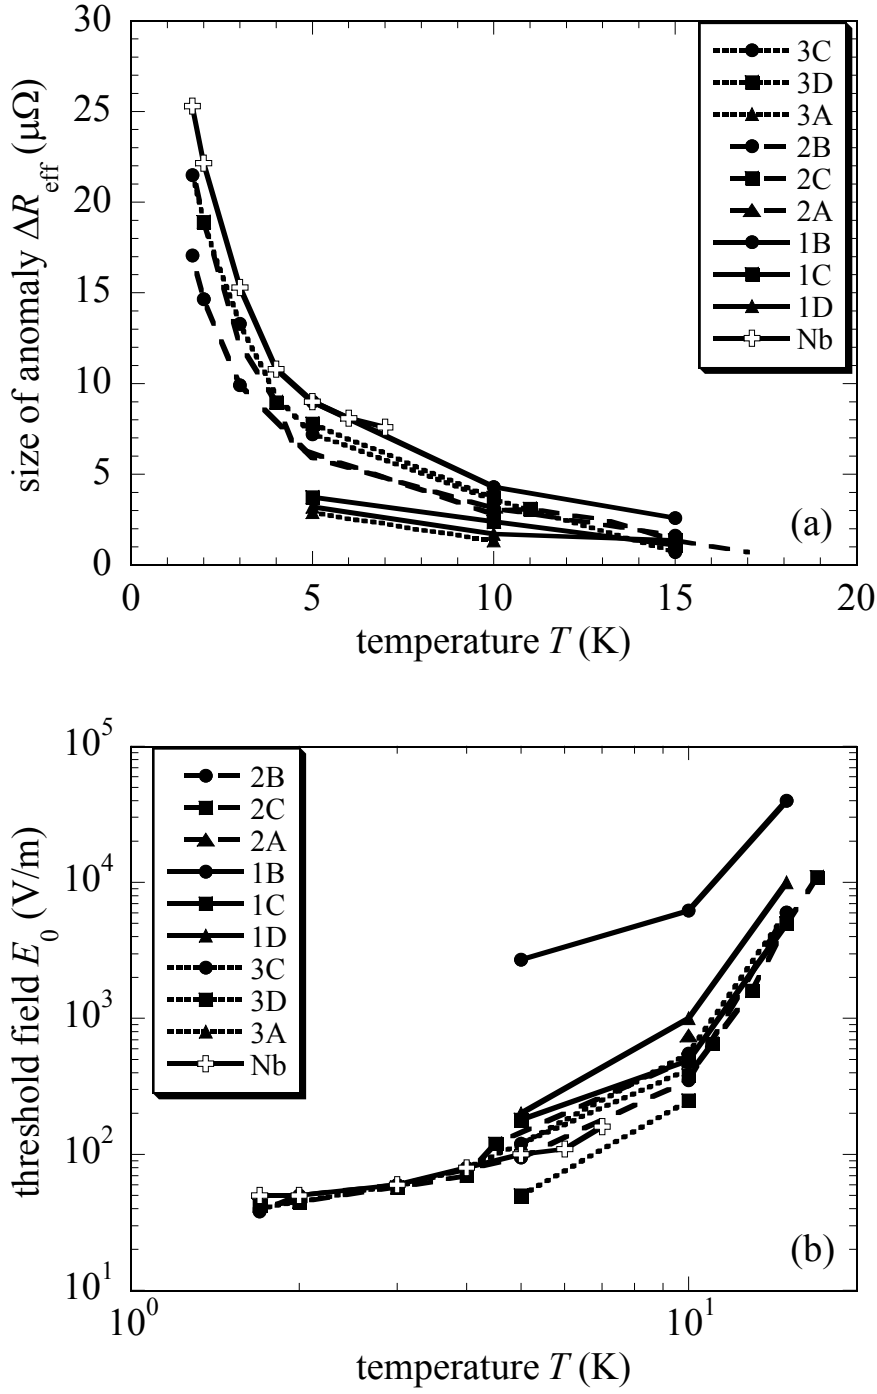 30
25
20
15
10
5
0
size of anomaly ΔR_eff (μΩ)
3C
3D
3A
2B
2C
2A
1B
1C
1D
Nb
(a)
0 5 10 15 20
temperature T (K)
10^5
10^4
10^3
10^2
10^1
threshold field E_0 (V/m)
2B
2C
2A
1B
1C
1D
3C
3D
3A
Nb
(b)
10^0 10^1
temperature T (K)